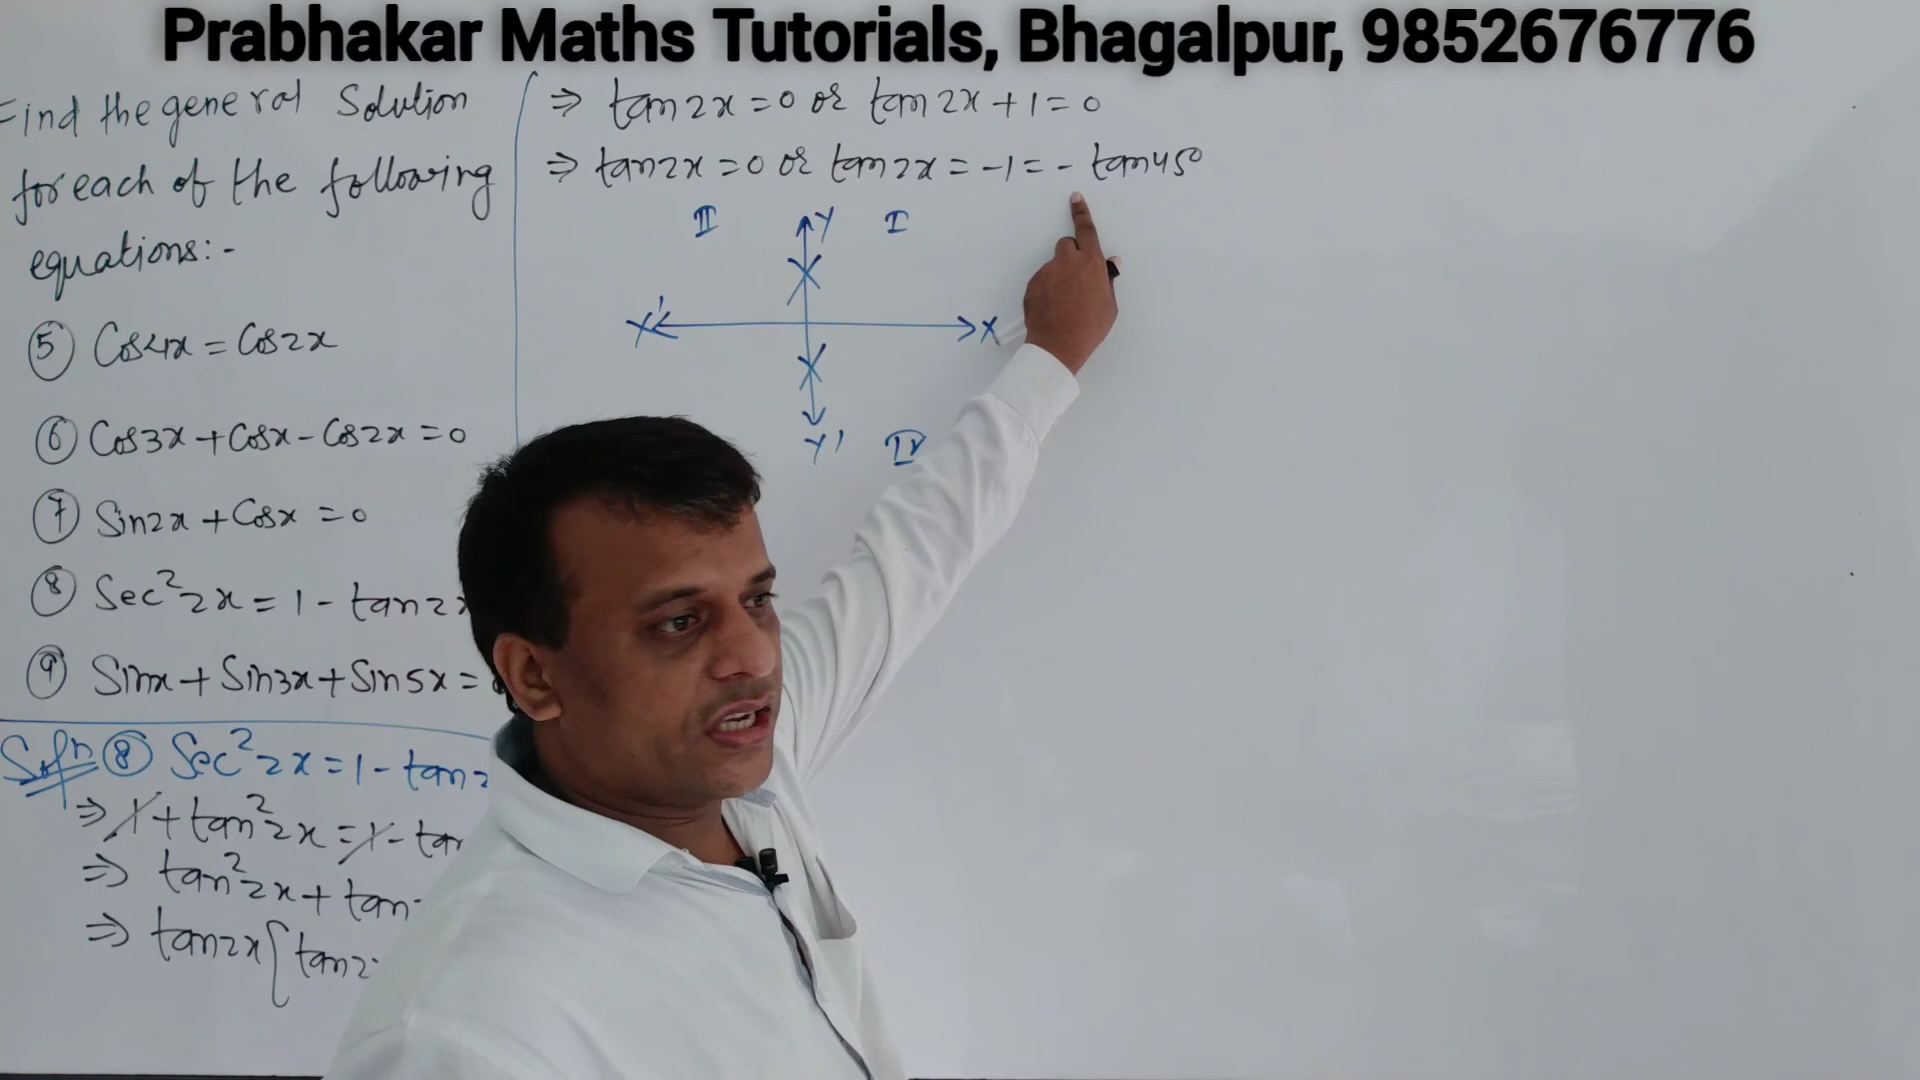 Prabhakar Maths Tutorials, Bhagalpur, 9852676776
Find the general Solution
for each of the following
equations:-
⑤ Cos4x = Cos2x
⑥ Cos3x + Cosx - Cos2x = 0
⑦ Sin2x + Cosx = 0
⑧ Sec²2x = 1 - tan2x
⑨ Sinx + Sin3x + Sin5x =
Solⁿ ⑧ Sec²2x = 1 - tan2
⇒ 1 + tan²2x = 1 - tan
⇒ tan²2x + tan
⇒ tan2x { tan2
⇒ tan2x = 0 or tan2x + 1 = 0
⇒ tan2x = 0 or tan2x = -1 = - tan45°
II Y I
X' X
Y' IV